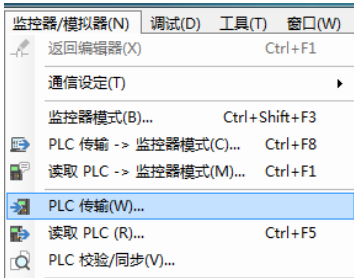 监控器/模拟器(N) 调试(D) 工具(T) 窗口(W)
返回编辑器(X) Ctrl+F1
通信设定(T)
监控器模式(B)... Ctrl+Shift+F3
PLC 传输 -> 监控器模式(C)... Ctrl+F8
读取 PLC -> 监控器模式(M)... Ctrl+F1
PLC 传输(W)...
读取 PLC (R)... Ctrl+F5
PLC 校验/同步(V)...